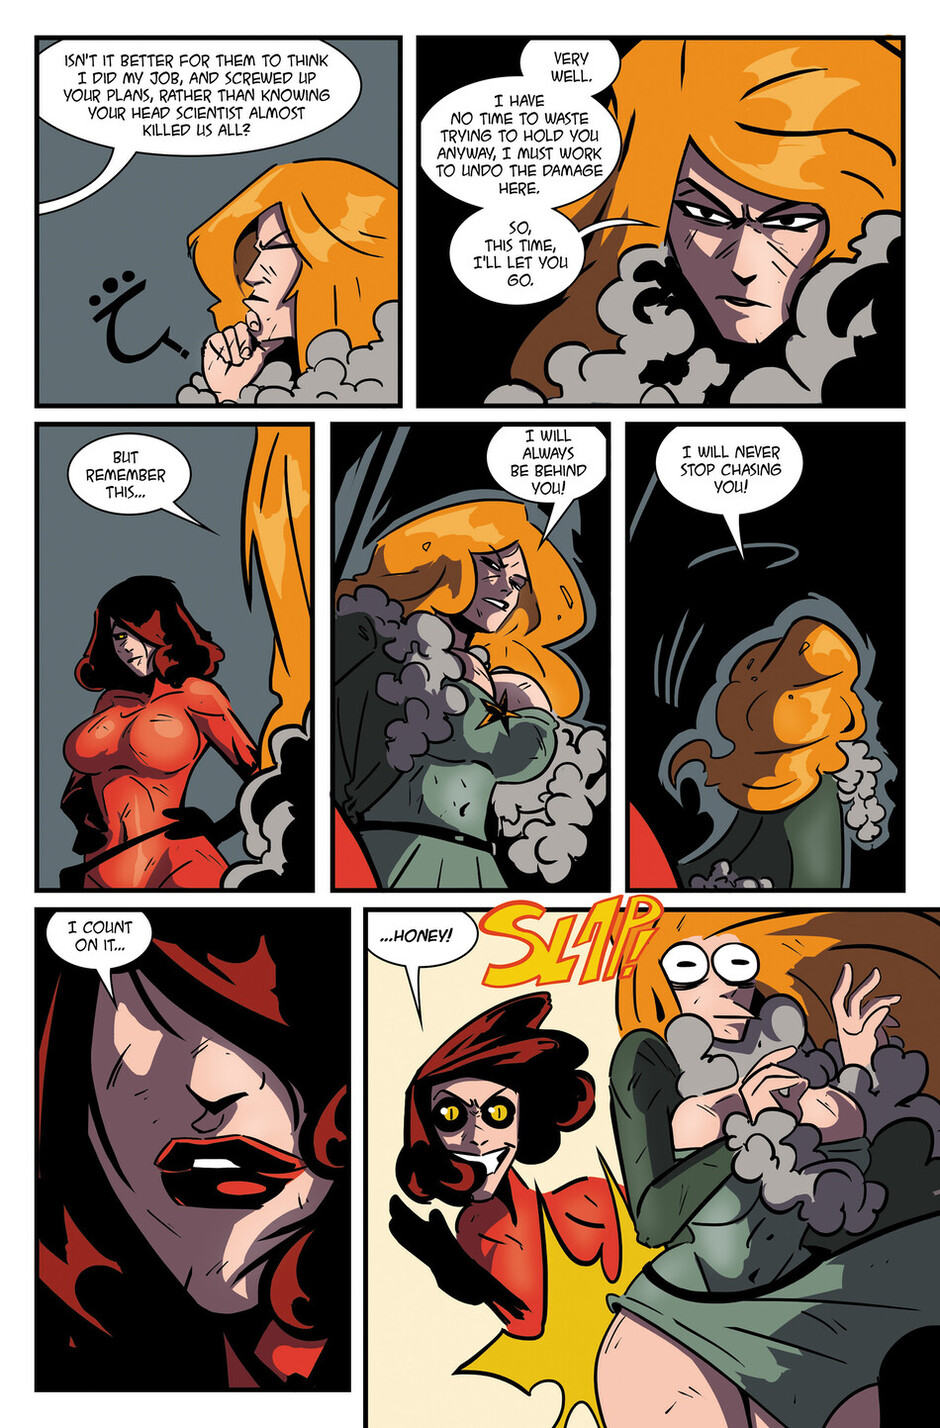 ISN'T IT BETTER FOR THEM TO THINK
I DID MY JOB, AND SCREWED UP
YOUR PLANS, RATHER THAN KNOWING
YOUR HEAD SCIENTIST ALMOST
KILLED US ALL?
VERY
WELL.
I HAVE
NO TIME TO WASTE
TRYING TO HOLD YOU
ANYWAY, I MUST WORK
TO UNDO THE DAMAGE
HERE.
SO,
THIS TIME,
I'LL LET YOU
GO.
BUT
REMEMBER
THIS...
I WILL
ALWAYS
BE BEHIND
YOU!
I WILL NEVER
STOP CHASING
YOU!
I COUNT
ON IT...
...HONEY!
SLAP!